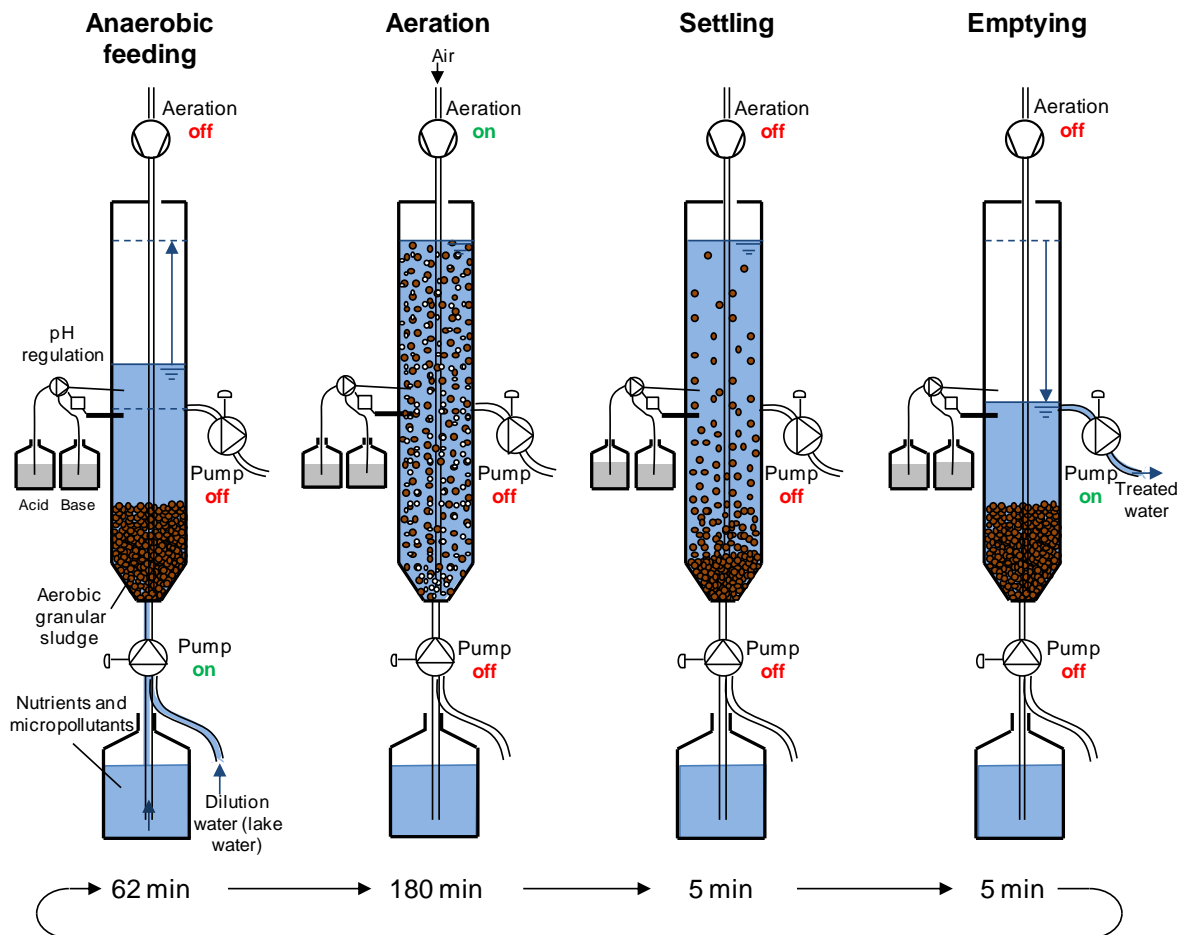 Anaerobic
feeding
Aeration
Settling
Emptying
Air
Aeration
off
Aeration
on
Aeration
off
Aeration
off
pH
regulation
Acid
Base
Pump
off
Pump
off
Pump
off
Pump
on
Treated
water
Aerobic
granular
sludge
Pump
on
Pump
off
Pump
off
Pump
off
Nutrients and
micropollutants
Dilution
water (lake
water)
62 min
180 min
5 min
5 min